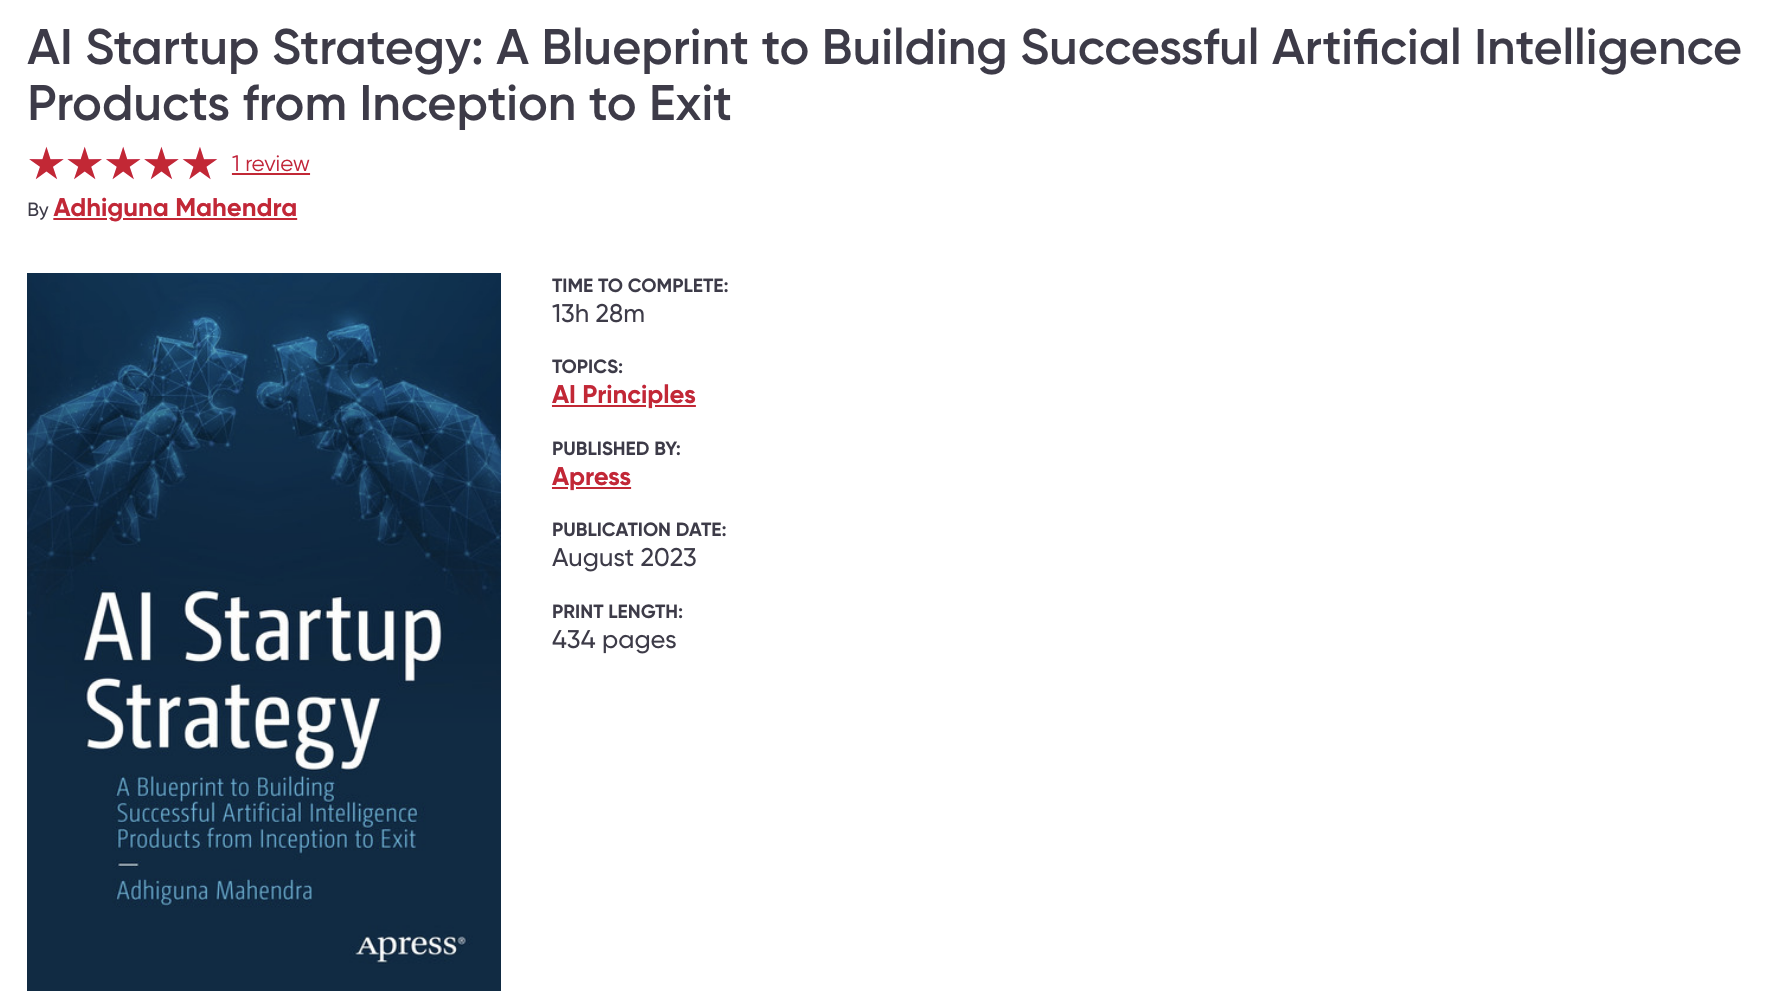 AI Startup Strategy: A Blueprint to Building Successful Artificial Intelligence
Products from Inception to Exit
1 review
By Adhiguna Mahendra
TIME TO COMPLETE:
13h 28m
TOPICS:
AI Principles
PUBLISHED BY:
Apress
PUBLICATION DATE:
August 2023
PRINT LENGTH:
434 pages
AI Startup
Strategy
A Blueprint to Building
Successful Artificial Intelligence
Products from Inception to Exit
—
Adhiguna Mahendra
Apress®